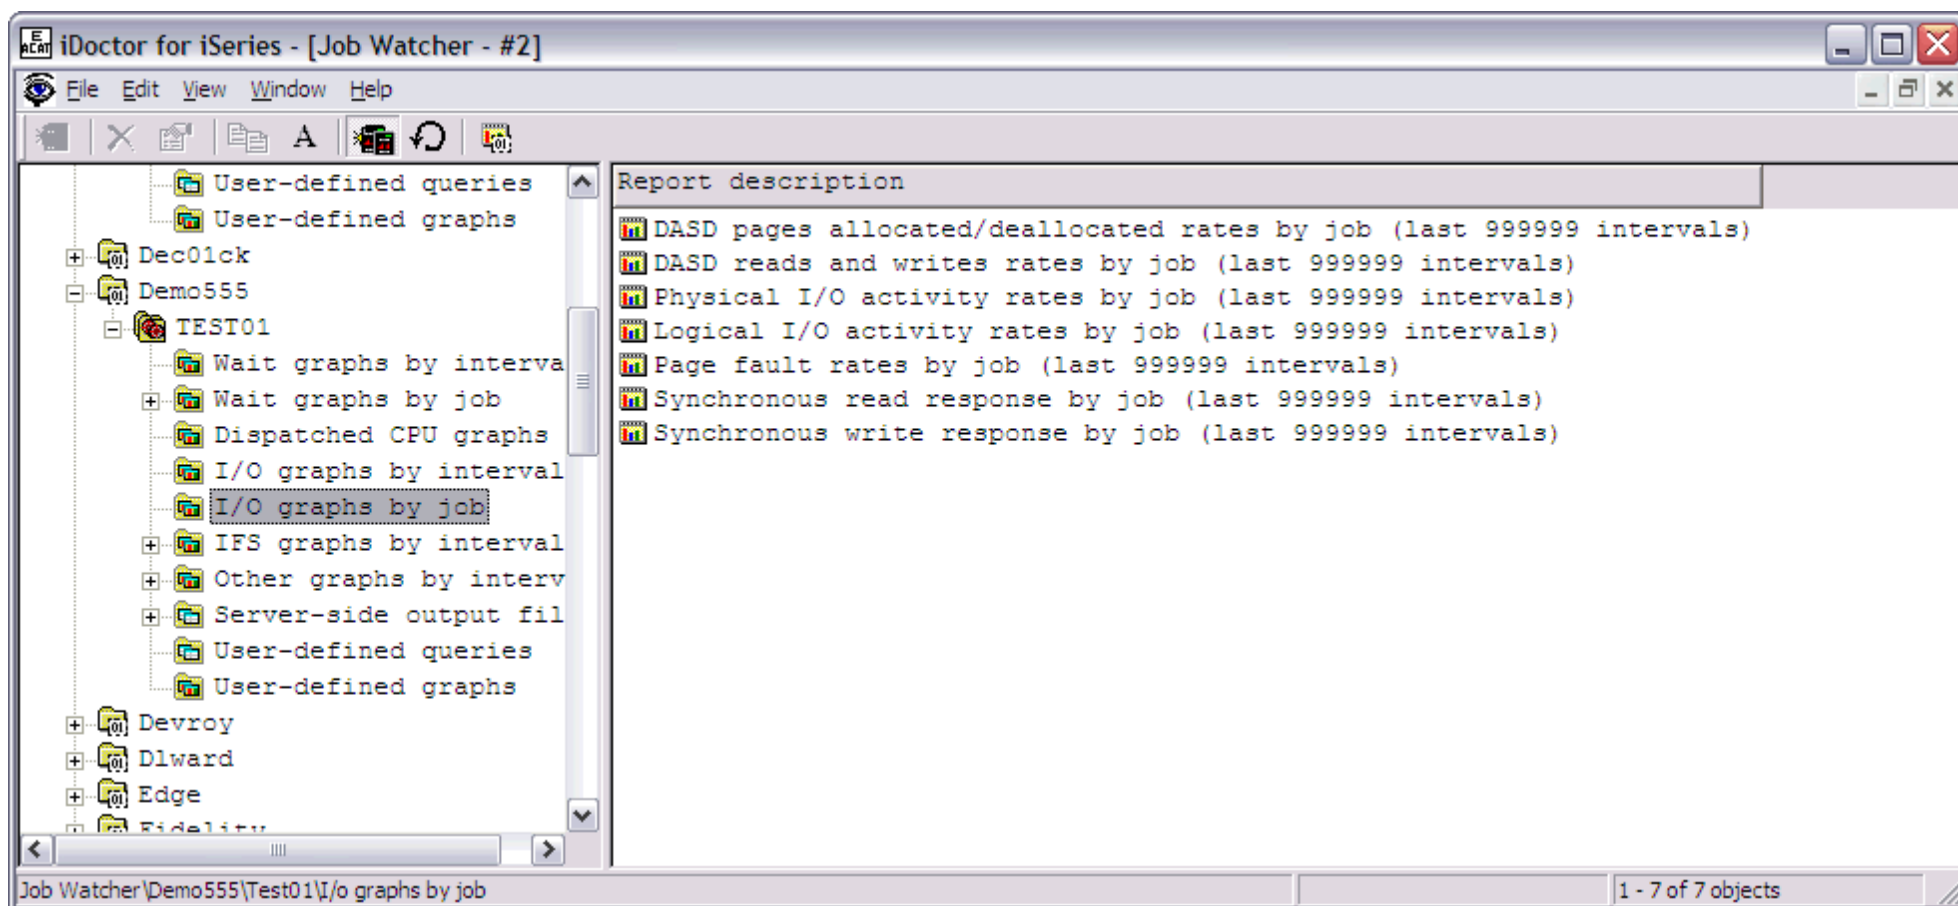 iDoctor for iSeries - [Job Watcher - #2]
File Edit View Window Help
A
User-defined queries
User-defined graphs
Dec01ck
Demo555
TEST01
Wait graphs by interva
Wait graphs by job
Dispatched CPU graphs
I/O graphs by interval
I/O graphs by job
IFS graphs by interval
Other graphs by interv
Server-side output fil
User-defined queries
User-defined graphs
Devroy
Dlward
Edge
Fidelity
Report description
DASD pages allocated/deallocated rates by job (last 999999 intervals)
DASD reads and writes rates by job (last 999999 intervals)
Physical I/O activity rates by job (last 999999 intervals)
Logical I/O activity rates by job (last 999999 intervals)
Page fault rates by job (last 999999 intervals)
Synchronous read response by job (last 999999 intervals)
Synchronous write response by job (last 999999 intervals)
Job Watcher\Demo555\Test01\I/o graphs by job
1 - 7 of 7 objects